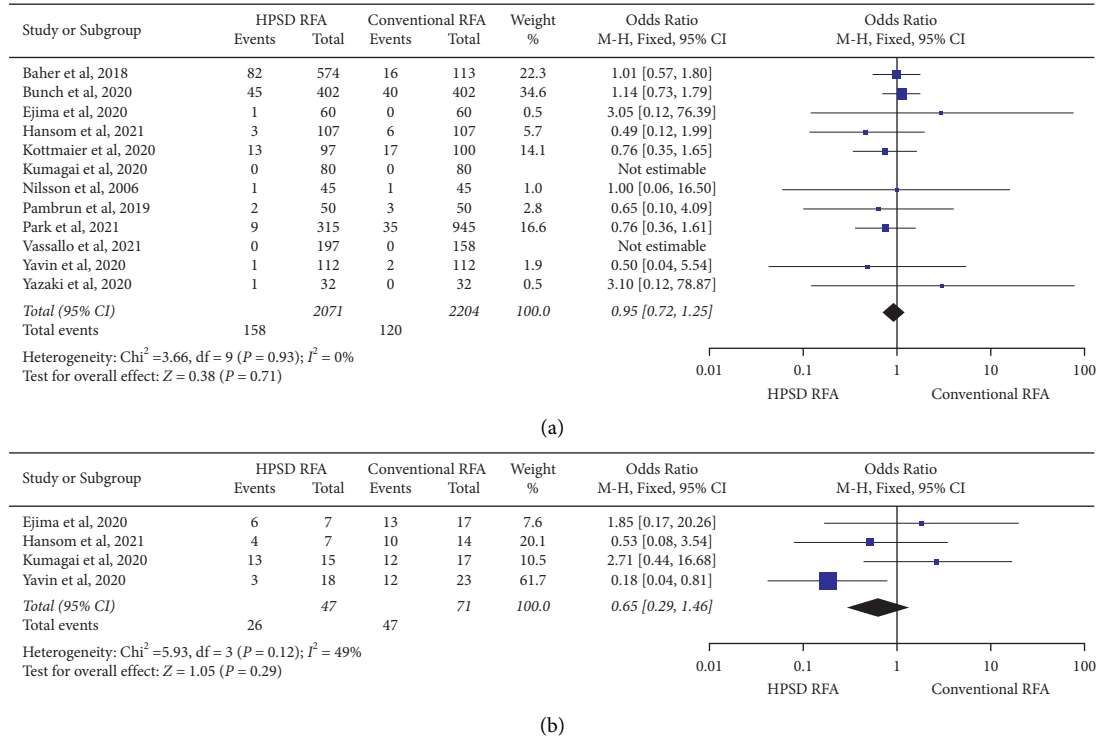 Study or Subgroup HPSD RFA Conventional RFA Weight Odds Ratio Odds Ratio
Events Total Events Total % M-H, Fixed, 95% CI M-H, Fixed, 95% CI
Baher et al, 2018 82 574 16 113 22.3 1.01 [0.57, 1.80]
Bunch et al, 2020 45 402 40 402 34.6 1.14 [0.73, 1.79]
Ejima et al, 2020 1 60 0 60 0.5 3.05 [0.12, 76.39]
Hansom et al, 2021 3 107 6 107 5.7 0.49 [0.12, 1.99]
Kottmaier et al, 2020 13 97 17 100 14.1 0.76 [0.35, 1.65]
Kumagai et al, 2020 0 80 0 80 Not estimable
Nilsson et al, 2006 1 45 1 45 1.0 1.00 [0.06, 16.50]
Pambrun et al, 2019 2 50 3 50 2.8 0.65 [0.10, 4.09]
Park et al, 2021 9 315 35 945 16.6 0.76 [0.36, 1.61]
Vassallo et al, 2021 0 197 0 158 Not estimable
Yavin et al, 2020 1 112 2 112 1.9 0.50 [0.04, 5.54]
Yazaki et al, 2020 1 32 0 32 0.5 3.10 [0.12, 78.87]
Total (95% CI) 2071 2204 100.0 0.95 [0.72, 1.25]
Total events 158 120
Heterogeneity: Chi² =3.66, df = 9 (P = 0.93); I² = 0%
Test for overall effect: Z = 0.38 (P = 0.71)
0.01 0.1 1 10 100
HPSD RFA Conventional RFA
(a)
Study or Subgroup HPSD RFA Conventional RFA Weight Odds Ratio Odds Ratio
Events Total Events Total % M-H, Fixed, 95% CI M-H, Fixed, 95% CI
Ejima et al, 2020 6 7 13 17 7.6 1.85 [0.17, 20.26]
Hansom et al, 2021 4 7 10 14 20.1 0.53 [0.08, 3.54]
Kumagai et al, 2020 13 15 12 17 10.5 2.71 [0.44, 16.68]
Yavin et al, 2020 3 18 12 23 61.7 0.18 [0.04, 0.81]
Total (95% CI) 47 71 100.0 0.65 [0.29, 1.46]
Total events 26 47
Heterogeneity: Chi² =5.93, df = 3 (P = 0.12); I² = 49%
Test for overall effect: Z = 1.05 (P = 0.29)
0.01 0.1 1 10 100
HPSD RFA Conventional RFA
(b)